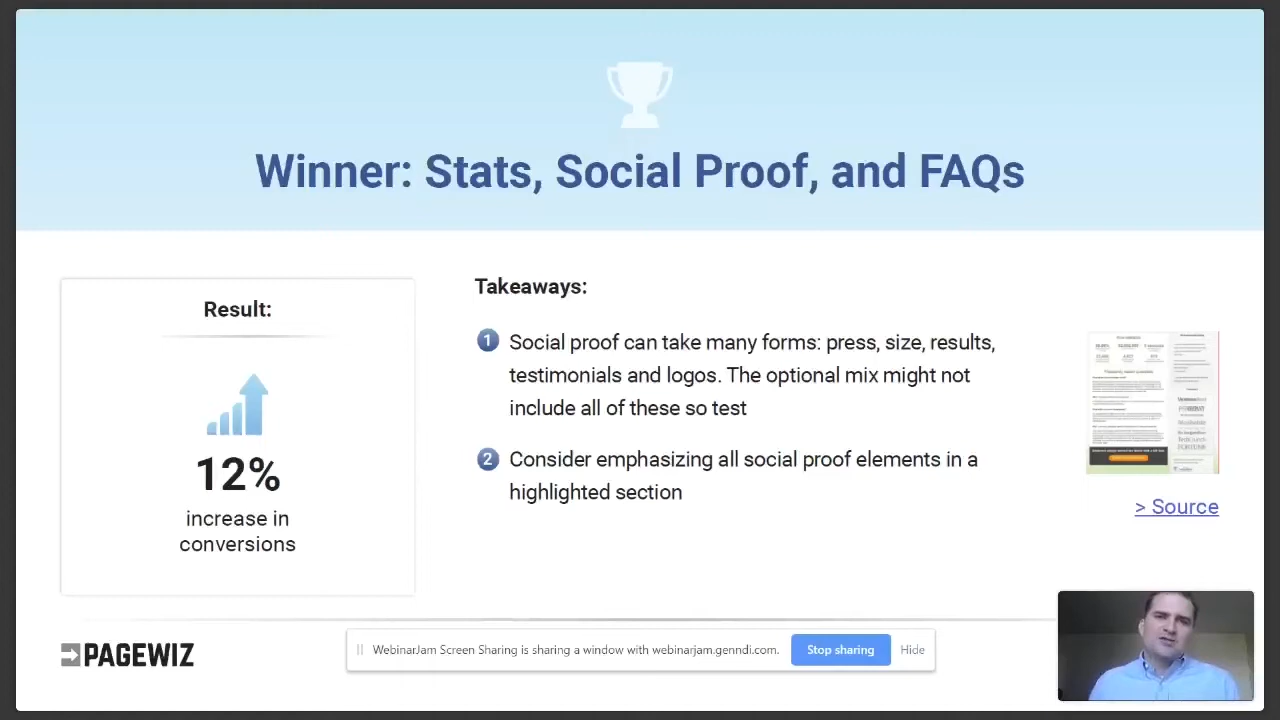 Winner: Stats, Social Proof, and FAQs
Result:
12%
increase in
conversions
Takeaways:
1 Social proof can take many forms: press, size, results,
testimonials and logos. The optional mix might not
include all of these so test
2 Consider emphasizing all social proof elements in a
highlighted section
> Source
PAGEWIZ
WebinarJam Screen Sharing is sharing a window with webinarjam.genndi.com.
Stop sharing
Hide